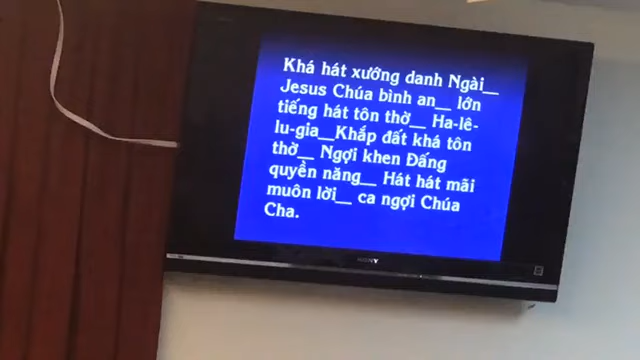 Khá hát xướng danh Ngài__
Jesus Chúa bình an__ lớn
tiếng hát tôn thờ__ Ha-lê-
lu-gia__Khắp đất khá tôn
thờ__ Ngợi khen Đấng
quyền năng__ Hát hát mãi
muôn lời__ ca ngợi Chúa
Cha.
SONY